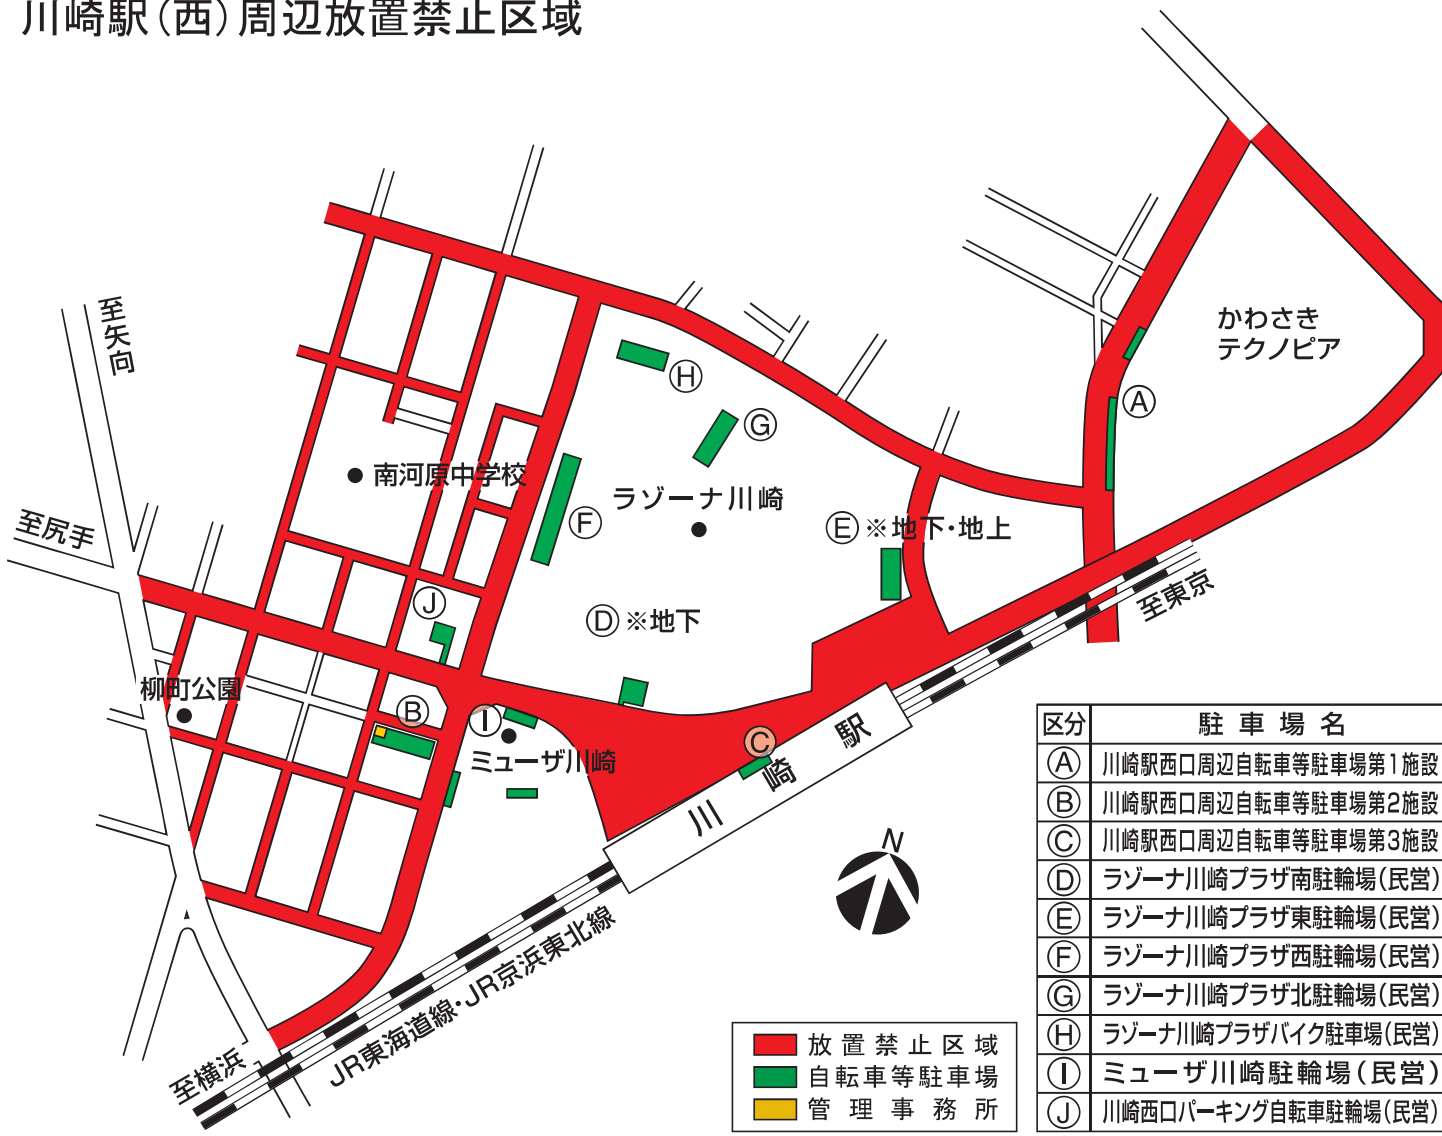 川崎駅（西）周辺放置禁止区域
至矢向
至尻手
かわさき
テクノピア
Ⓗ
Ⓖ
Ⓐ
南河原中学校
ラゾーナ川崎
Ⓕ
Ⓔ※地下・地上
Ⓙ
Ⓓ※地下
至東京
柳町公園
Ⓑ
Ⓘ
ミューザ川崎
Ⓒ
川崎駅
N
JR東海道線・JR京浜東北線
至横浜
放置禁止区域
自転車等駐車場
管理事務所
区分 駐車場名
Ⓐ 川崎駅西口周辺自転車等駐車場第1施設
Ⓑ 川崎駅西口周辺自転車等駐車場第2施設
Ⓒ 川崎駅西口周辺自転車等駐車場第3施設
Ⓓ ラゾーナ川崎プラザ南駐輪場（民営）
Ⓔ ラゾーナ川崎プラザ東駐輪場（民営）
Ⓕ ラゾーナ川崎プラザ西駐輪場（民営）
Ⓖ ラゾーナ川崎プラザ北駐輪場（民営）
Ⓗ ラゾーナ川崎プラザバイク駐車場（民営）
Ⓘ ミューザ川崎駐輪場（民営）
Ⓙ 川崎西口パーキング自転車駐輪場（民営）